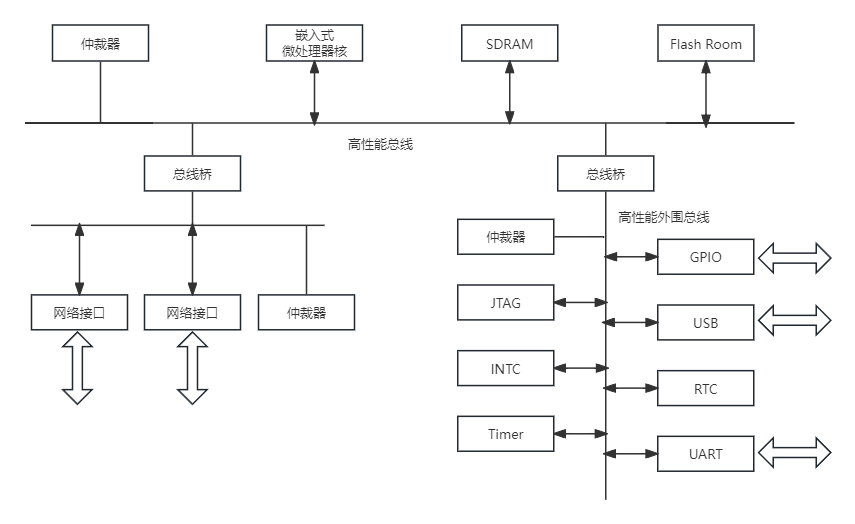 仲裁器
嵌入式
微处理器核
SDRAM
Flash Room
高性能总线
总线桥
总线桥
高性能外围总线
仲裁器
GPIO
网络接口
网络接口
仲裁器
JTAG
USB
INTC
RTC
Timer
UART